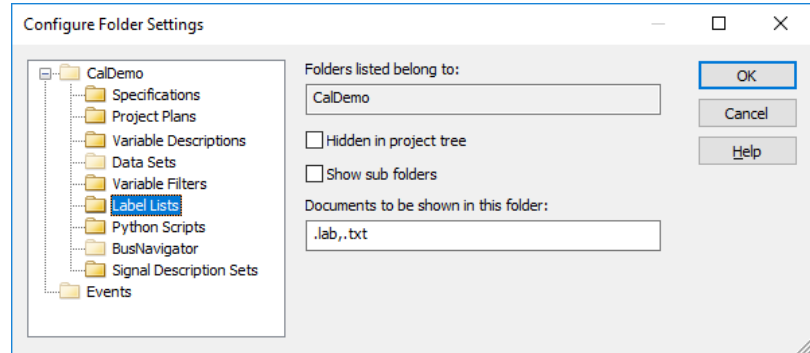 Configure Folder Settings
CalDemo
Specifications
Project Plans
Variable Descriptions
Data Sets
Variable Filters
Label Lists
Python Scripts
BusNavigator
Signal Description Sets
Events
Folders listed belong to:
CalDemo
Hidden in project tree
Show sub folders
Documents to be shown in this folder:
.lab,.txt
OK
Cancel
Help